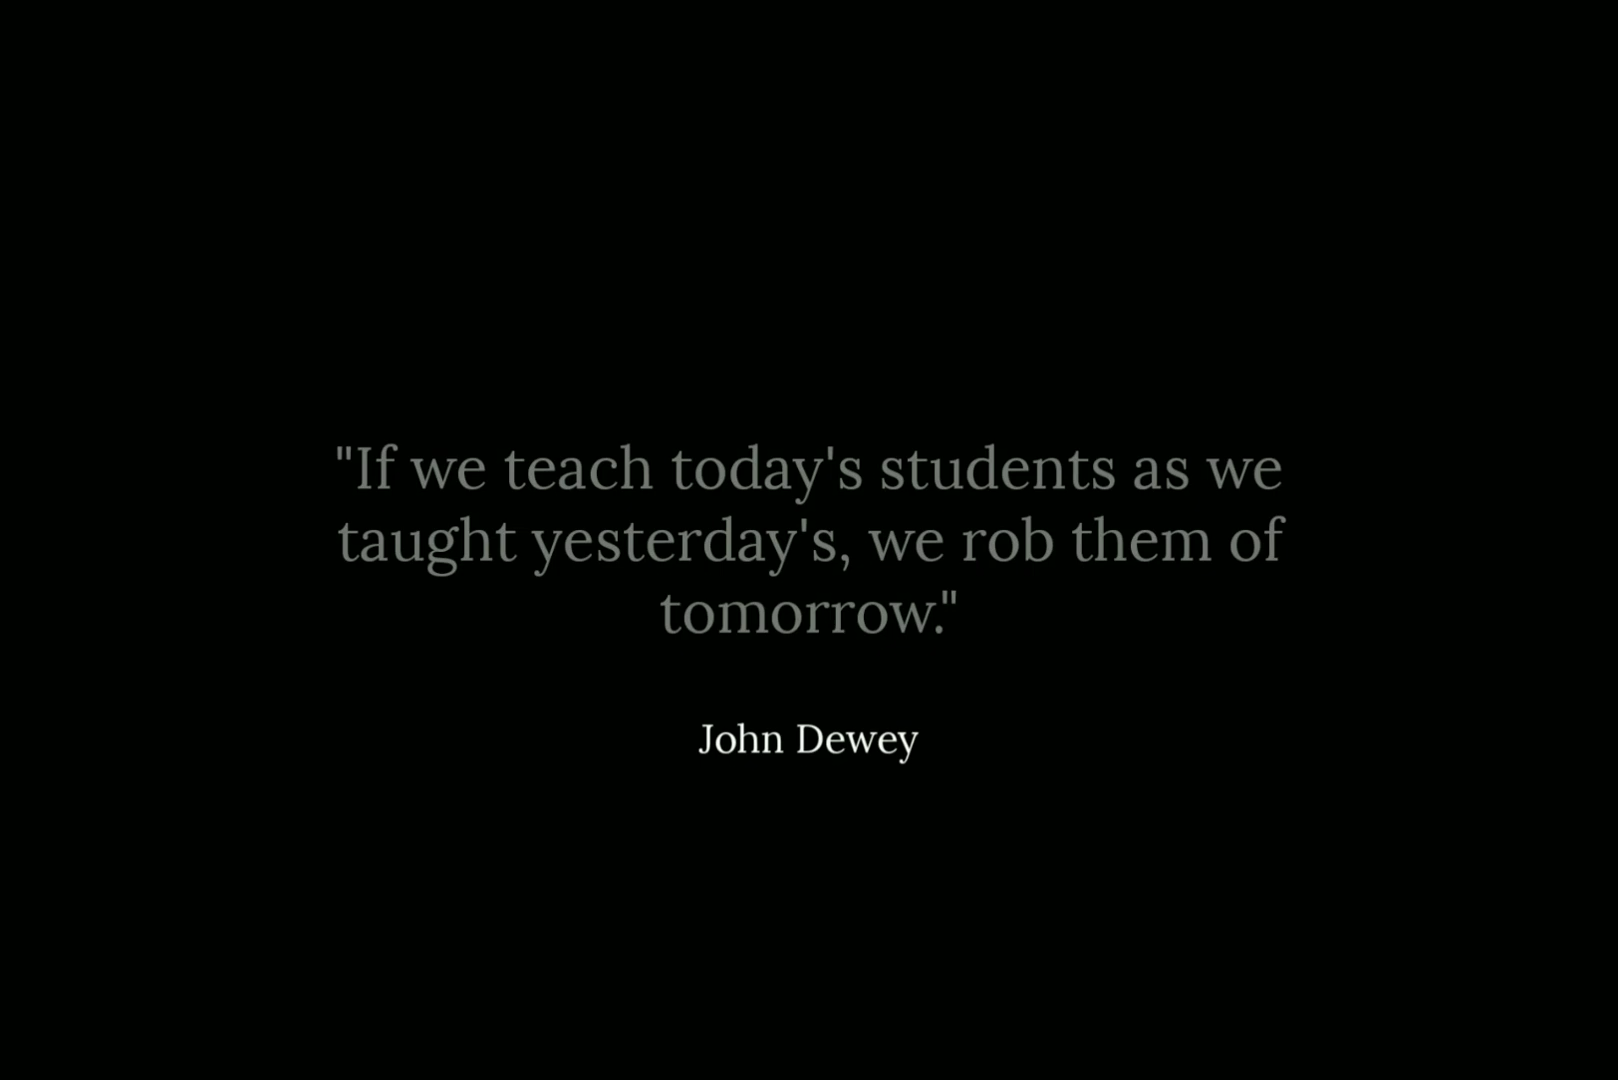 "If we teach today's students as we
taught yesterday's, we rob them of
tomorrow."
John Dewey